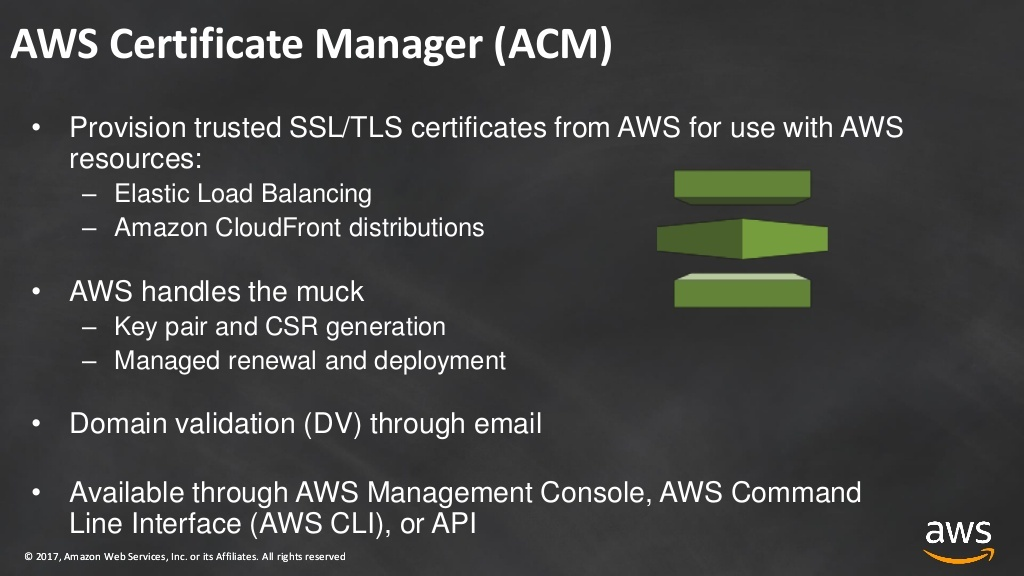 AWS Certificate Manager (ACM)
• Provision trusted SSL/TLS certificates from AWS for use with AWS
resources:
– Elastic Load Balancing
– Amazon CloudFront distributions
• AWS handles the muck
– Key pair and CSR generation
– Managed renewal and deployment
• Domain validation (DV) through email
• Available through AWS Management Console, AWS Command
Line Interface (AWS CLI), or API
© 2017, Amazon Web Services, Inc. or its Affiliates. All rights reserved
aws